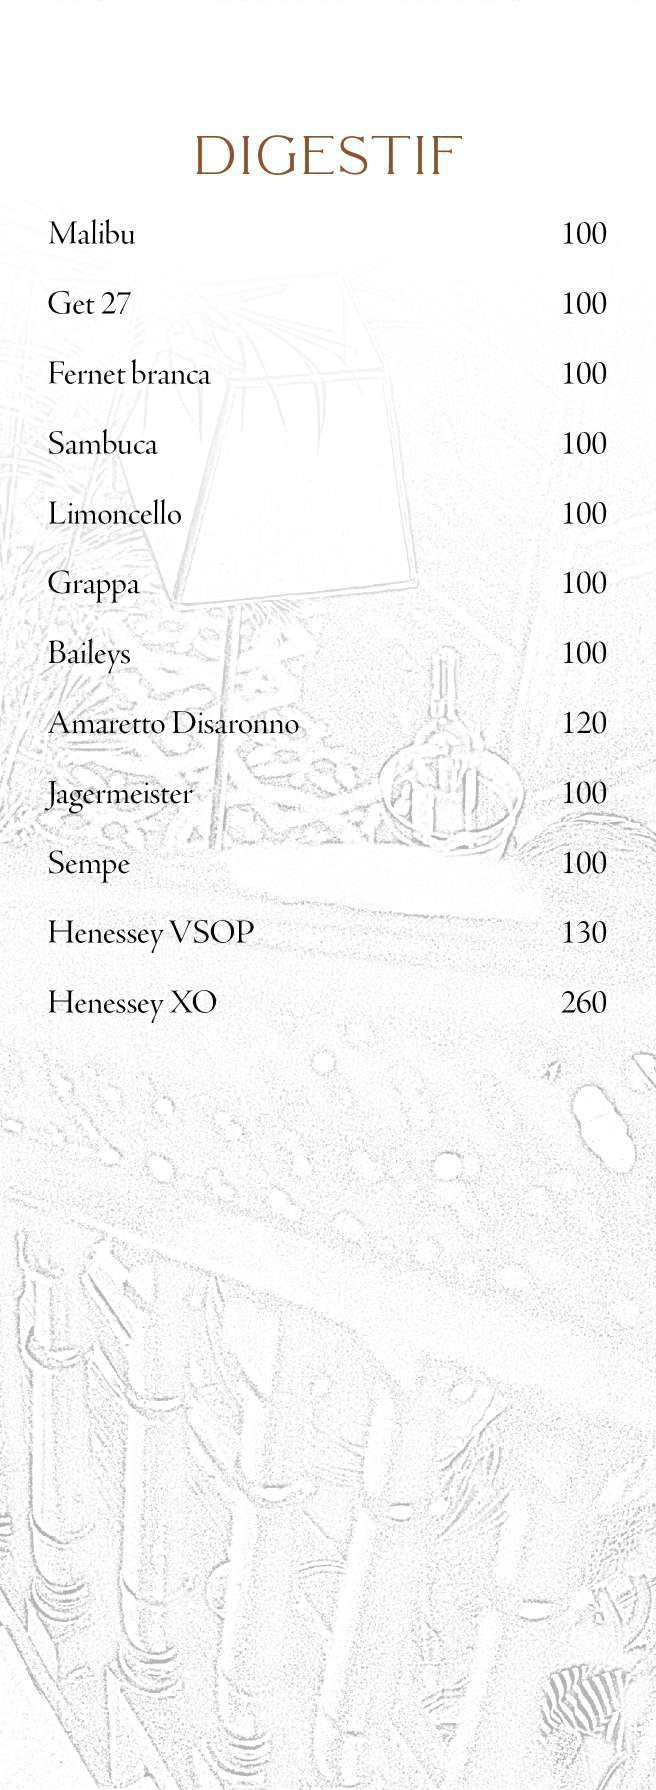 DIGESTIF
Malibu 100
Get 27 100
Fernet branca 100
Sambuca 100
Limoncello 100
Grappa 100
Baileys 100
Amaretto Disaronno 120
Jagermeister 100
Sempe 100
Henessey VSOP 130
Henessey XO 260